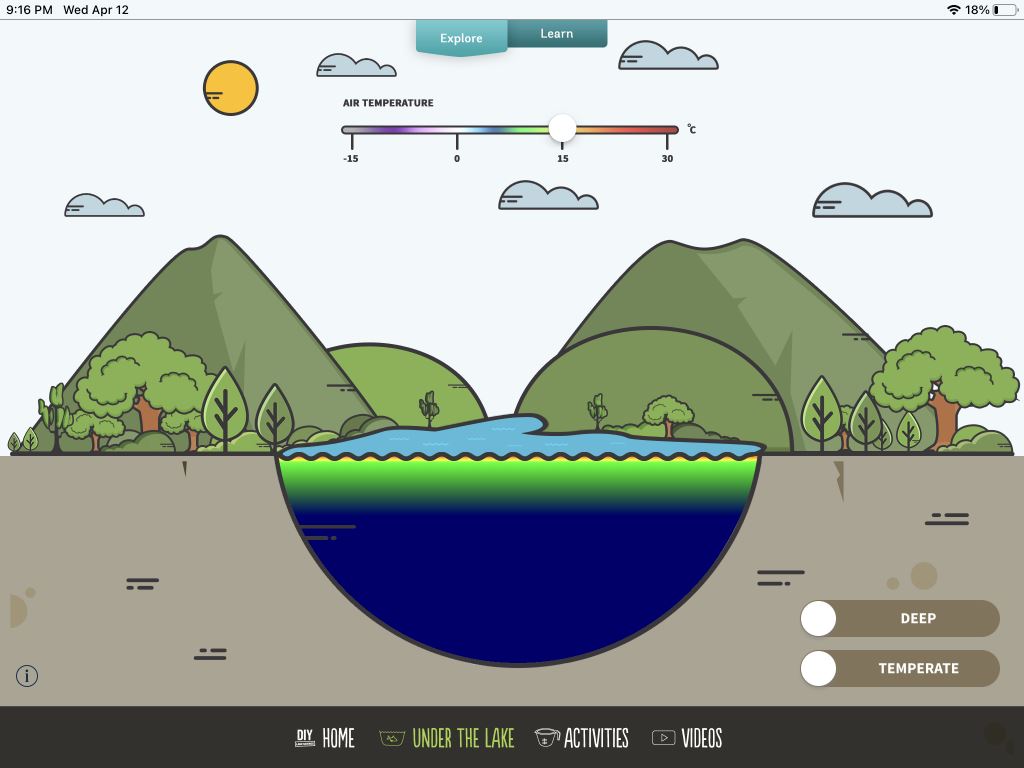 9:16 PM Wed Apr 12 18%
Explore Learn
AIR TEMPERATURE
°C
-15 0 15 30
DEEP
TEMPERATE
i
DIY HOME UNDER THE LAKE ACTIVITIES VIDEOS